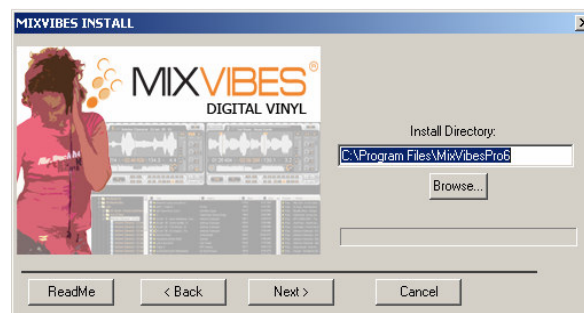 MIXVIBES INSTALL
MIXVIBES®
DIGITAL VINYL
Install Directory:
C:\Program Files\MixVibesPro6
Browse...
ReadMe
< Back
Next >
Cancel